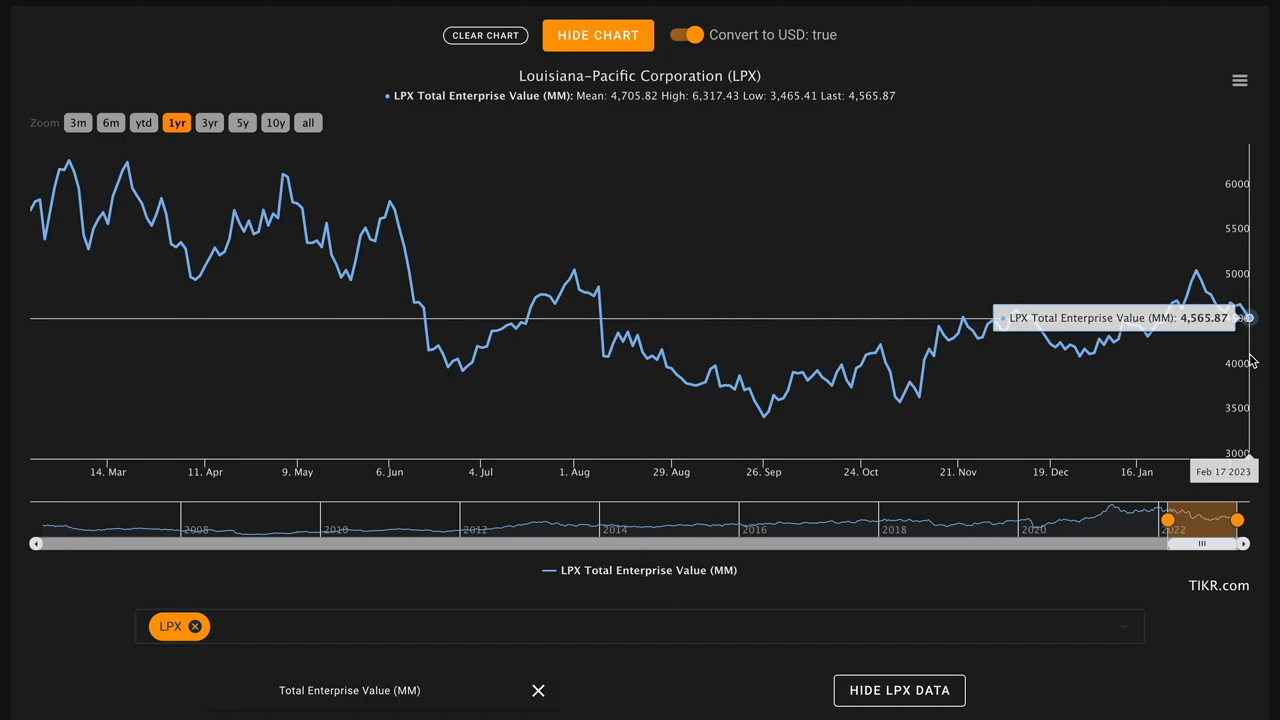 CLEAR CHART
HIDE CHART
Convert to USD: true
Louisiana-Pacific Corporation (LPX)
LPX Total Enterprise Value (MM): Mean: 4,705.82 High: 6,317.43 Low: 3,465.41 Last: 4,565.87
Zoom 3m 6m ytd 1yr 3yr 5y 10y all
6000
5500
5000
LPX Total Enterprise Value (MM): 4,565.87
4000
3500
3000
14. Mar 11. Apr 9. May 6. Jun 4. Jul 1. Aug 29. Aug 26. Sep 24. Oct 21. Nov 19. Dec 16. Jan Feb 17 2023
2008 2010 2012 2014 2016 2018 2020 2022
LPX Total Enterprise Value (MM)
TIKR.com
LPX
Total Enterprise Value (MM)
HIDE LPX DATA